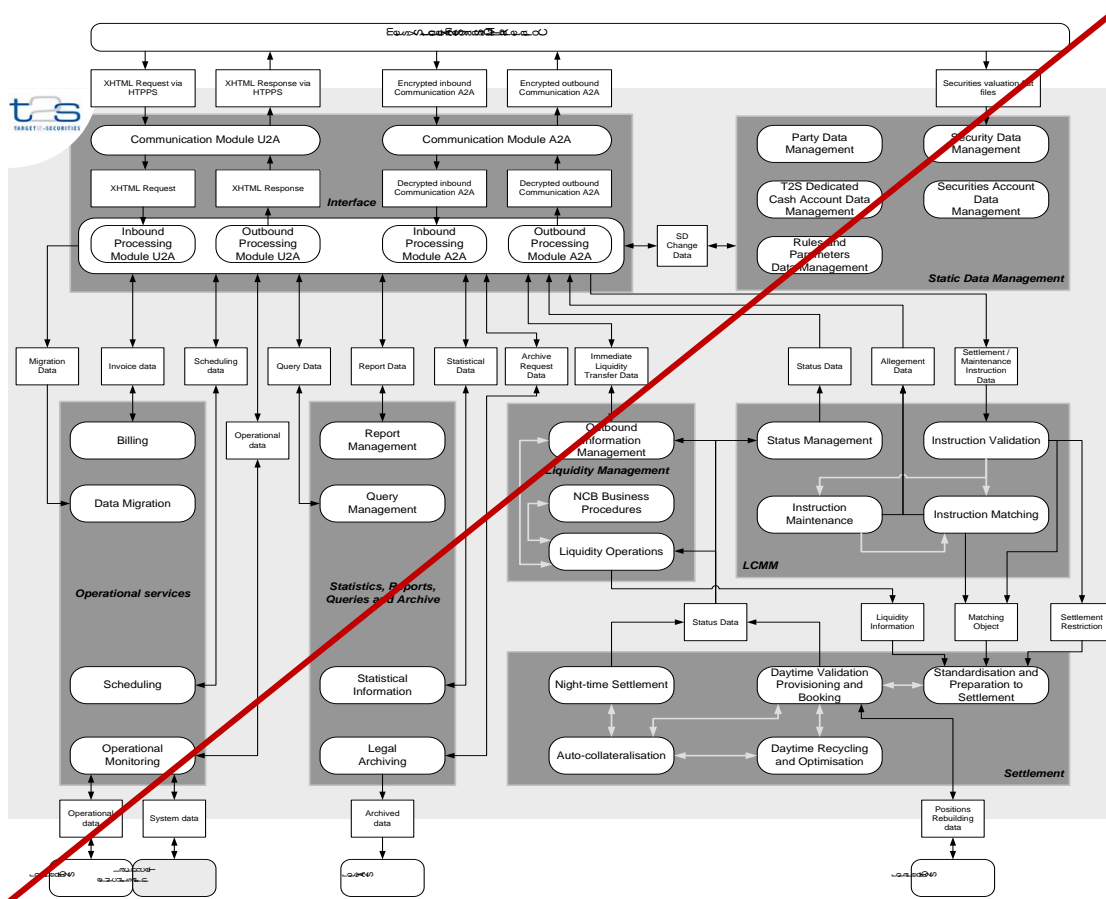 XHTML Request via
HTPPS
XHTML Response via
HTPPS
Encrypted inbound
Communication A2A
Encrypted outbound
Communication A2A
Securities valuation flat
files
t2s
TARGET2-SECURITIES
Communication Module U2A
Communication Module A2A
Party Data
Management
Security Data
Management
XHTML Request
XHTML Response
Interface
Decrypted inbound
Communication A2A
Decrypted outbound
Communication A2A
T2S Dedicated
Cash Account Data
Management
Securities Account
Data
Management
Inbound
Processing
Module U2A
Outbound
Processing
Module U2A
Inbound
Processing
Module A2A
Outbound
Processing
Module A2A
SD
Change
Data
Rules and
Parameters
Data Management
Static Data Management
Migration
Data
Invoice data
Scheduling
data
Query Data
Report Data
Statistical
Data
Archive
Request
Data
Immediate
Liquidity
Transfer Data
Status Data
Allegement
Data
Settlement /
Maintenance
Instruction
Data
Billing
Operational
data
Report
Management
Outbound
Information
Management
Liquidity Management
Status Management
Instruction Validation
Data Migration
Query
Management
NCB Business
Procedures
Instruction
Maintenance
Instruction Matching
Liquidity Operations
LCMM
Operational services
Statistics, Reports,
Queries and Archive
Status Data
Liquidity
Information
Matching
Object
Settlement
Restriction
Scheduling
Statistical
Information
Night-time Settlement
Daytime Validation
Provisioning and
Booking
Standardisation and
Preparation to
Settlement
Operational
Monitoring
Legal
Archiving
Auto-collateralisation
Daytime Recycling
and Optimisation
Settlement
Operational
data
System data
Archived
data
Positions
Rebuilding
data